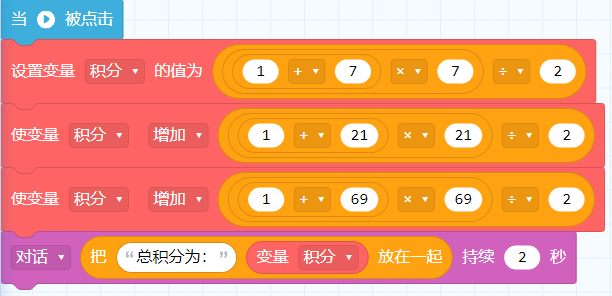 当 被点击
设置变量 积分 的值为 1 + 7 × 7 ÷ 2
使变量 积分 增加 1 + 21 × 21 ÷ 2
使变量 积分 增加 1 + 69 × 69 ÷ 2
对话 把 “总积分为：” 变量 积分 放在一起 持续 2 秒